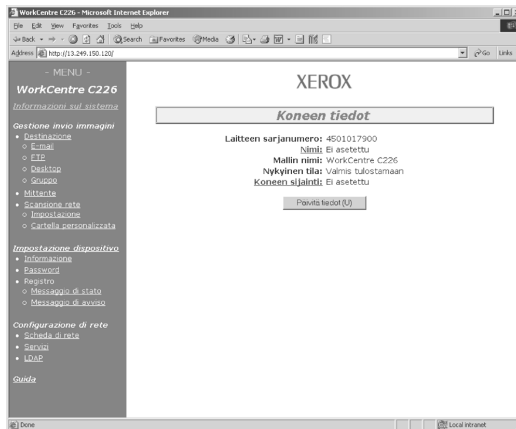 WorkCentre C226 - Microsoft Internet Explorer
File Edit View Favorites Tools Help
Back Search Favorites Media
Address http://13.249.150.120/ Go Links
- MENU -
WorkCentre C226
Informazioni sul sistema
Gestione invio immagini
Destinazione
E-mail
FTP
Desktop
Gruppo
Mittente
Scansione rete
Impostazione
Cartella personalizzata
Impostazione dispositivo
Informazione
Password
Registro
Messaggio di stato
Messaggio di avviso
Configurazione di rete
Scheda di rete
Servizi
LDAP
Guida
XEROX
Koneen tiedot
Laitteen sarjanumero: 4501017900
Nimi: Ei asetettu
Mallin nimi: WorkCentre C226
Nykyinen tila: Valmis tulostamaan
Koneen sijainti: Ei asetettu
Päivitä tiedot (U)
Done Local intranet